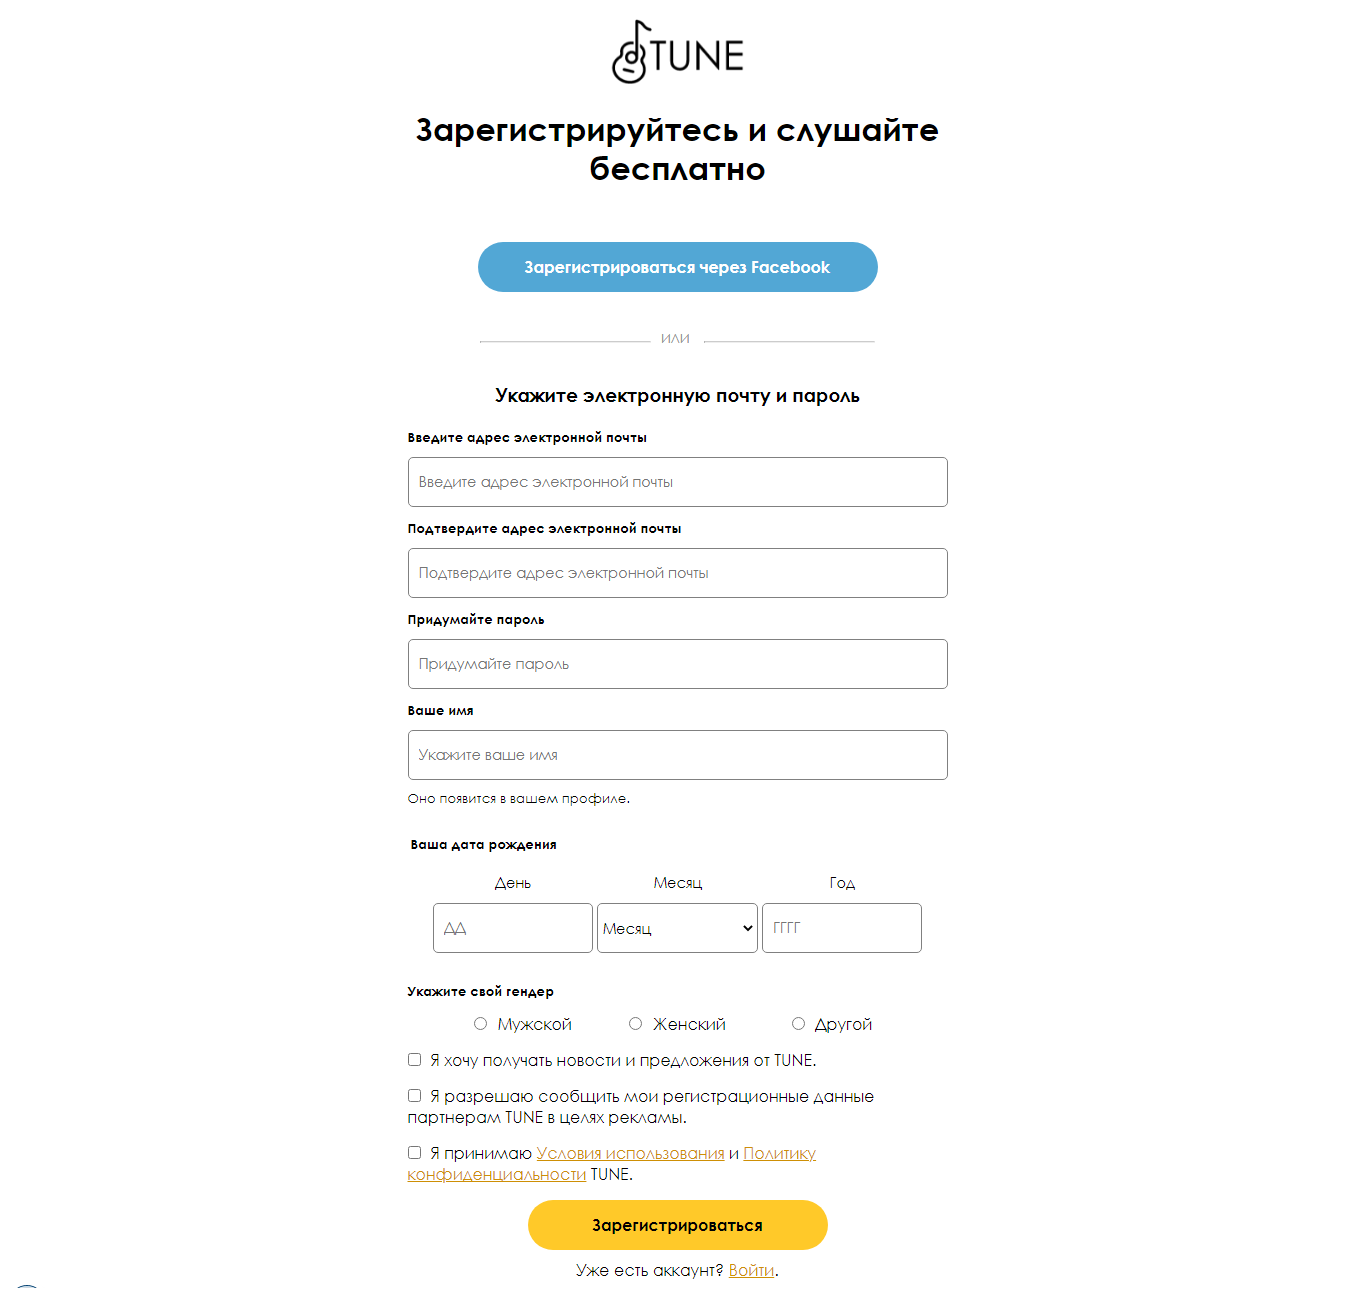 TUNE
Зарегистрируйтесь и слушайте
бесплатно
Зарегистрироваться через Facebook
или
Укажите электронную почту и пароль
Введите адрес электронной почты
Введите адрес электронной почты
Подтвердите адрес электронной почты
Подтвердите адрес электронной почты
Придумайте пароль
Придумайте пароль
Ваше имя
Укажите ваше имя
Оно появится в вашем профиле.
Ваша дата рождения
День Месяц Год
ДД Месяц ГГГГ
Укажите свой гендер
Мужской Женский Другой
Я хочу получать новости и предложения от TUNE.
Я разрешаю сообщить мои регистрационные данные
партнерам TUNE в целях рекламы.
Я принимаю Условия использования и Политику
конфиденциальности TUNE.
Зарегистрироваться
Уже есть аккаунт? Войти.